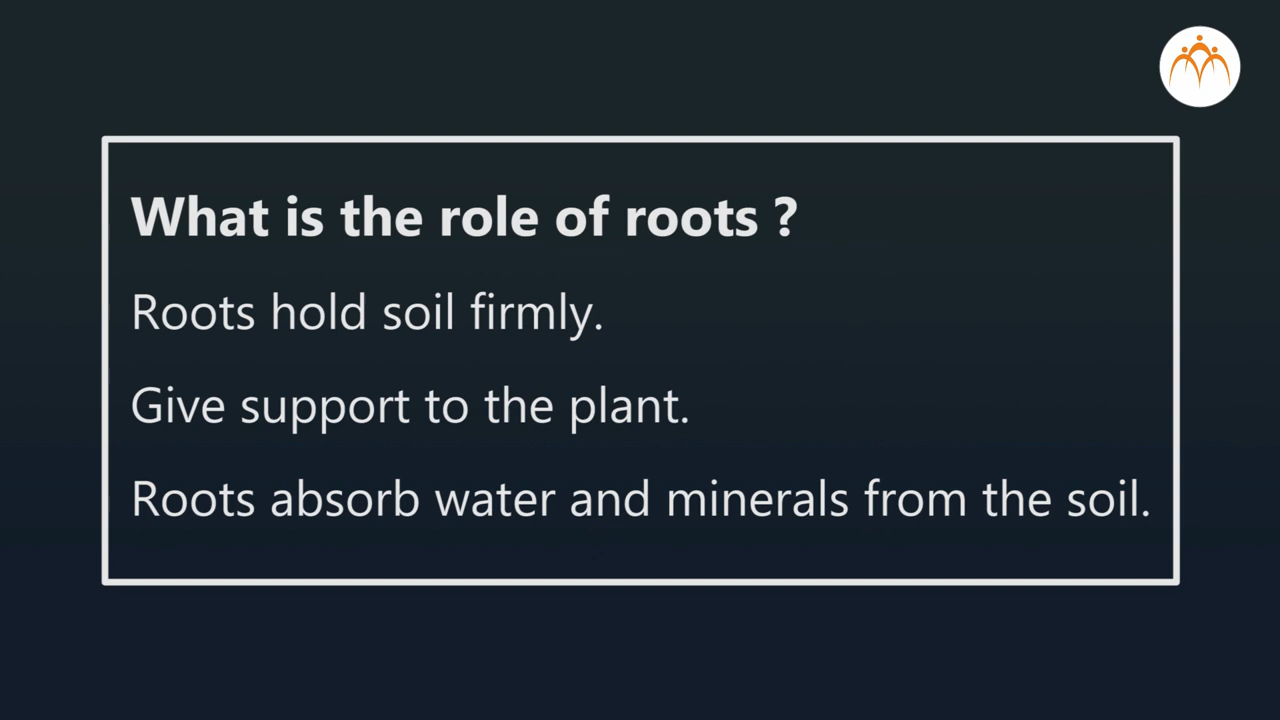 What is the role of roots ?
Roots hold soil firmly.
Give support to the plant.
Roots absorb water and minerals from the soil.